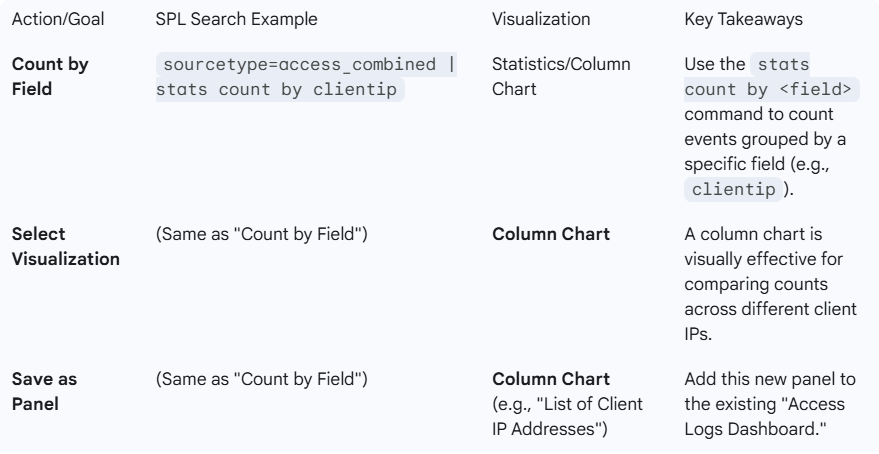 Action/Goal
SPL Search Example
Visualization
Key Takeaways
Count by
Field
sourcetype=access_combined |
stats count by clientip
Statistics/Column
Chart
Use the stats
count by <field>
command to count
events grouped by a
specific field (e.g.,
clientip ).
Select
Visualization
(Same as "Count by Field")
Column Chart
A column chart is
visually effective for
comparing counts
across different client
IPs.
Save as
Panel
(Same as "Count by Field")
Column Chart
(e.g., "List of Client
IP Addresses")
Add this new panel to
the existing "Access
Logs Dashboard."